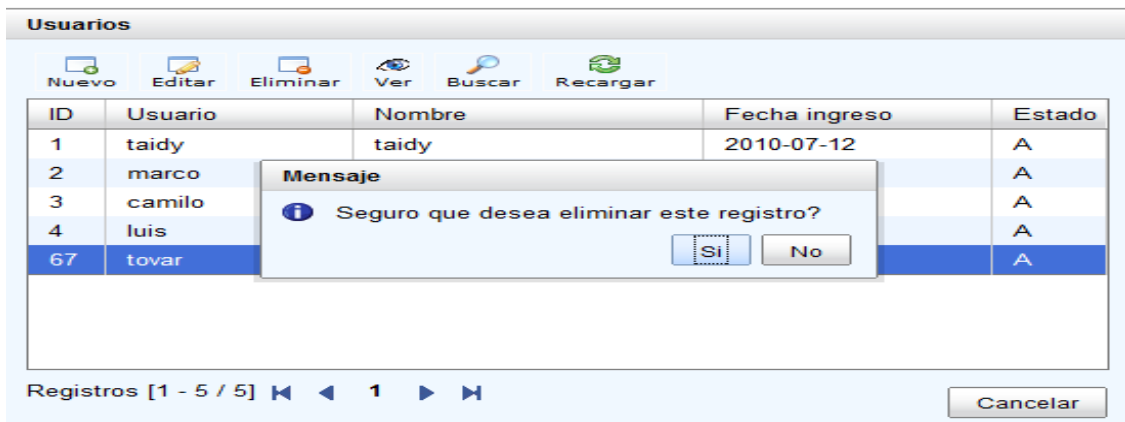 Usuarios
Nuevo Editar Eliminar Ver Buscar Recargar
ID Usuario Nombre Fecha ingreso Estado
1 taidy taidy 2010-07-12 A
2 marco A
3 camilo A
4 luis A
67 tovar A
Mensaje
Seguro que desea eliminar este registro?
Si No
Registros [1 - 5 / 5] 1
Cancelar